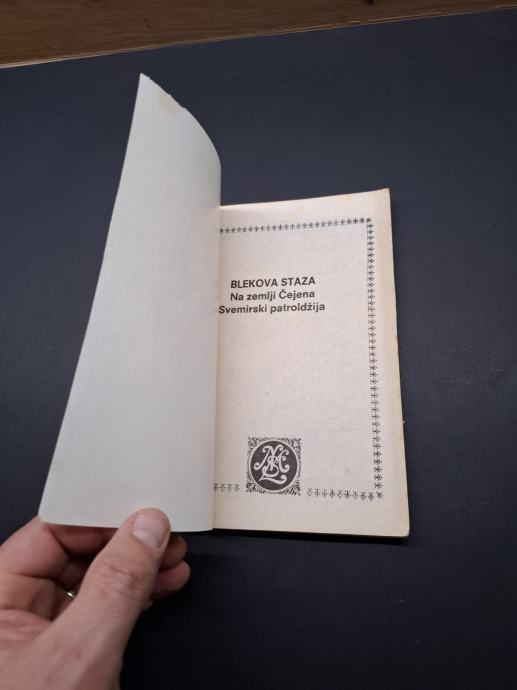 BLEKOVA STAZA
Na zemlji Čejena
Svemirski patroldžija